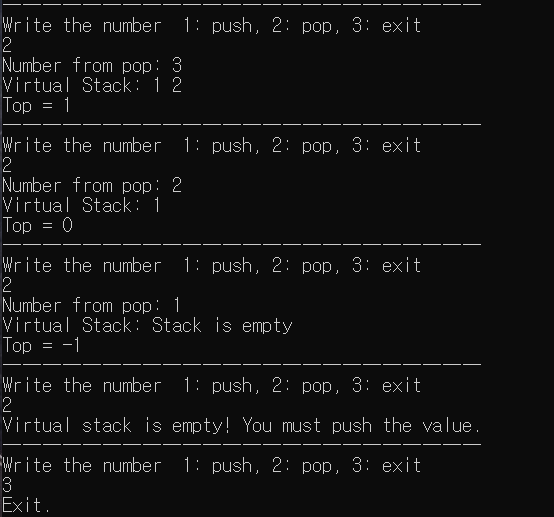 Write the number  1: push, 2: pop, 3: exit
2
Number from pop: 3
Virtual Stack: 1 2
Top = 1
Write the number  1: push, 2: pop, 3: exit
2
Number from pop: 2
Virtual Stack: 1
Top = 0
Write the number  1: push, 2: pop, 3: exit
2
Number from pop: 1
Virtual Stack: Stack is empty
Top = -1
Write the number  1: push, 2: pop, 3: exit
2
Virtual stack is empty! You must push the value.
Write the number  1: push, 2: pop, 3: exit
3
Exit.